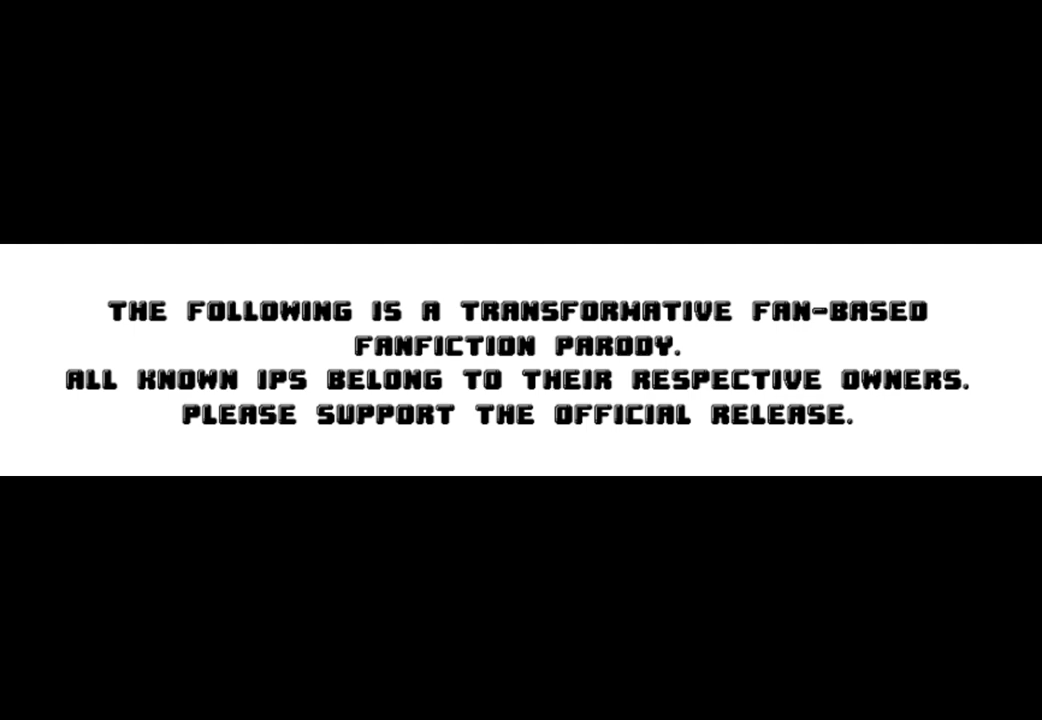 THE FOLLOWING IS A TRANSFORMATIVE FAN-BASED
FANFICTION PARODY.
ALL KNOWN IPS BELONG TO THEIR RESPECTIVE OWNERS.
PLEASE SUPPORT THE OFFICIAL RELEASE.